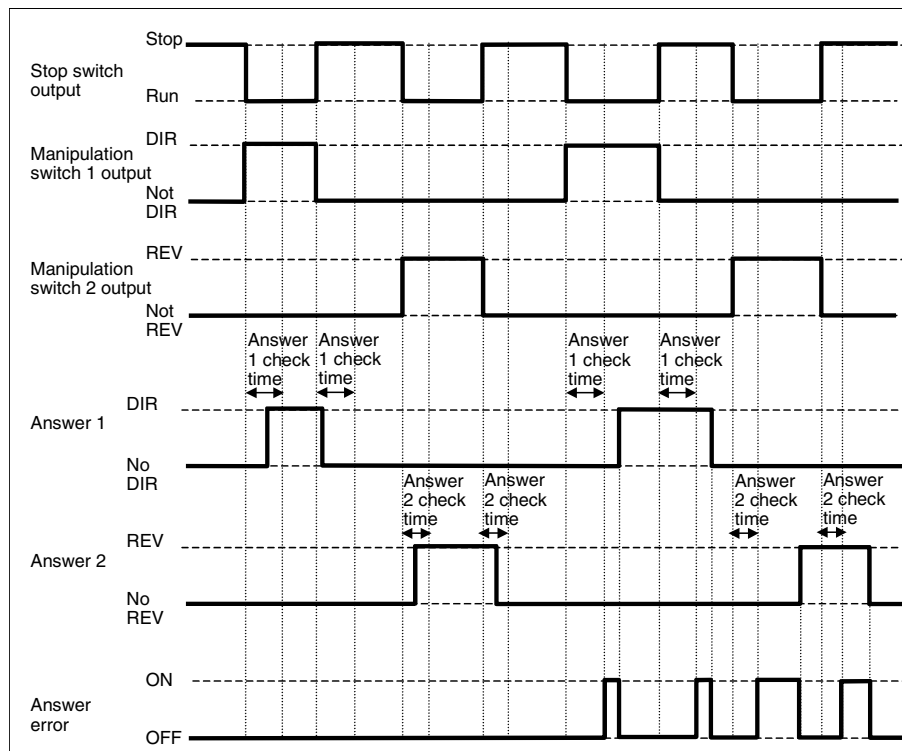 Stop
Stop switch
output
Run
DIR
Manipulation
switch 1 output
Not
DIR
REV
Manipulation
switch 2 output
Not
REV
Answer
1 check
time
Answer
1 check
time
Answer
1 check
time
Answer
1 check
time
DIR
Answer 1
No
DIR
Answer
2 check
time
Answer
2 check
time
Answer
2 check
time
Answer
2 check
time
REV
Answer 2
No
REV
ON
Answer
error
OFF